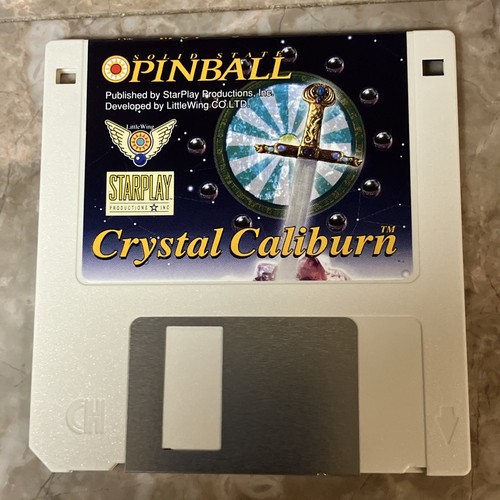 SOLID STATE
PINBALL
Published by StarPlay Productions, Inc.
Developed by LittleWing CO.LTD.
LittleWing
STARPLAY
PRODUCTIONS INC
Crystal Caliburn™
HD